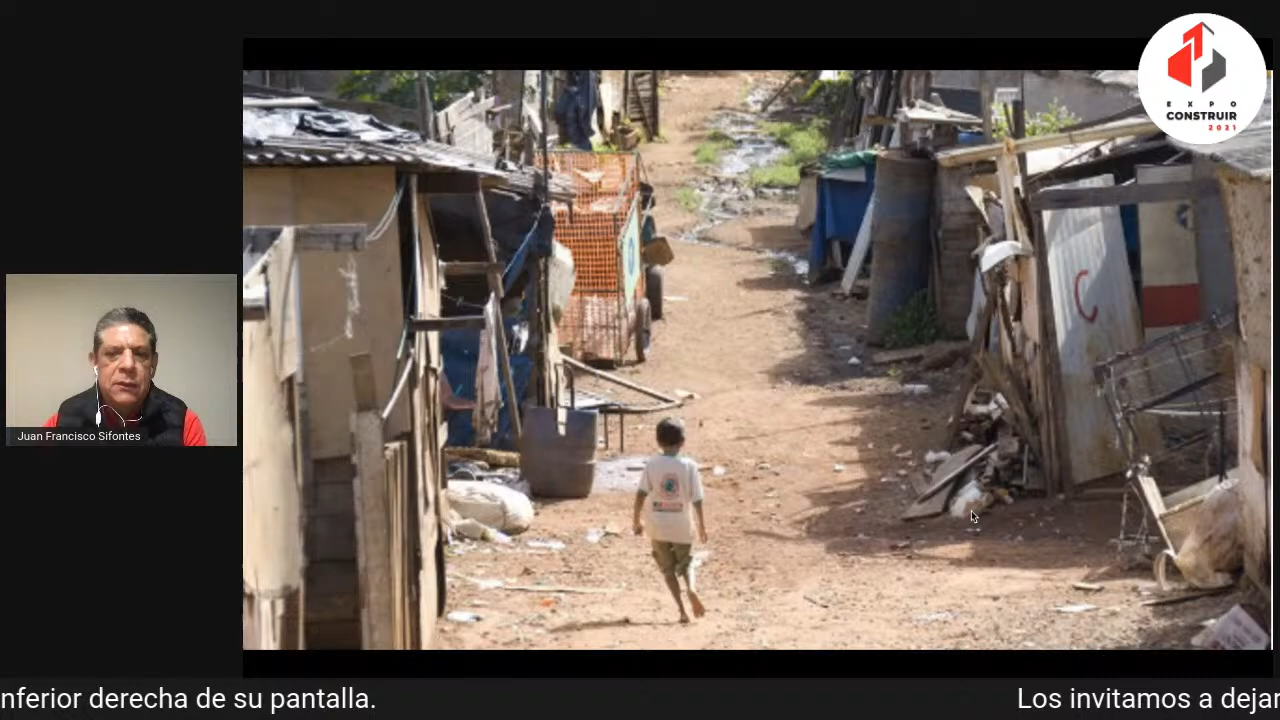 EXPO
CONSTRUIR
2021
C
Juan Francisco Sifontes
nferior derecha de su pantalla.
Los invitamos a dejar